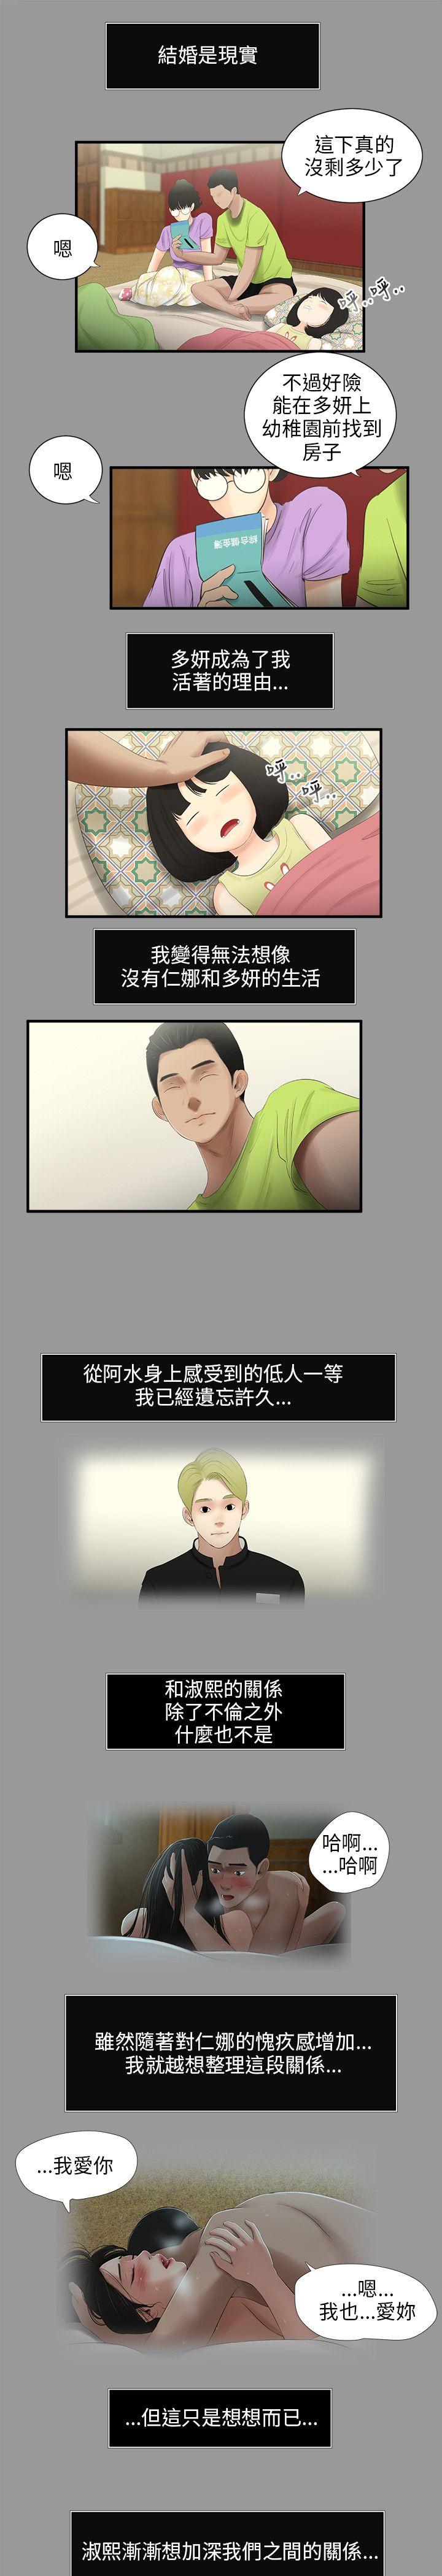 結婚是現實
這下真的
沒剩多少了
嗯
呼..呼..
不過好險
能在多妍上
幼稚園前找到
房子
嗯
綜合儲金簿
多妍成為了我
活著的理由...
呼..
呼..
我變得無法想像
沒有仁娜和多妍的生活
從阿水身上感受到的低人一等
我已經遺忘許久...
和淑熙的關係
除了不倫之外
什麼也不是
哈啊...
...哈啊
雖然隨著對仁娜的愧疚感增加...
我就越想整理這段關係...
...我愛你
...嗯...
我也...愛妳
...但這只是想想而已...
淑熙漸漸想加深我們之間的關係...